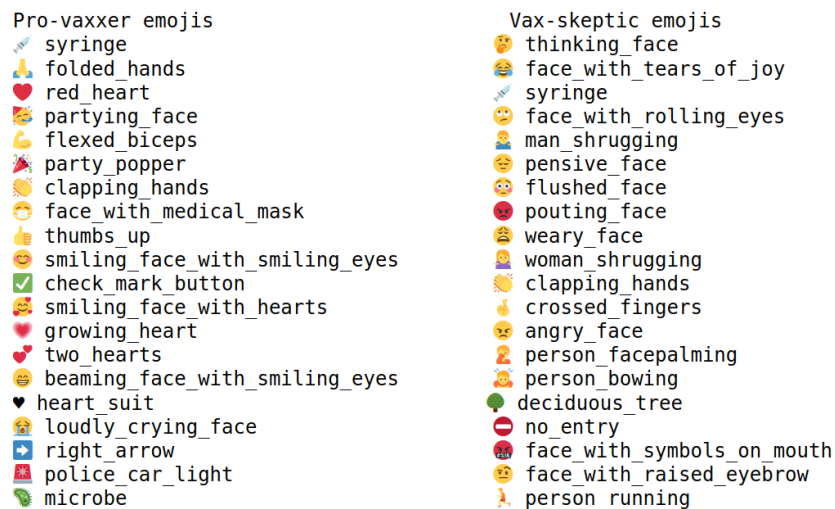 Pro-vaxxer emojis
💉 syringe
🙏 folded_hands
❤️ red_heart
🥳 partying_face
💪 flexed_biceps
🎉 party_popper
👏 clapping_hands
😷 face_with_medical_mask
👍 thumbs_up
😊 smiling_face_with_smiling_eyes
✅ check_mark_button
🥰 smiling_face_with_hearts
💗 growing_heart
💕 two_hearts
😁 beaming_face_with_smiling_eyes
♥ heart_suit
😭 loudly_crying_face
➡️ right_arrow
🚨 police_car_light
🦠 microbe
Vax-skeptic emojis
🤔 thinking_face
😂 face_with_tears_of_joy
💉 syringe
🙄 face_with_rolling_eyes
🤷‍♂️ man_shrugging
😔 pensive_face
😳 flushed_face
😡 pouting_face
😩 weary_face
🤷‍♀️ woman_shrugging
👏 clapping_hands
🤞 crossed_fingers
😠 angry_face
🤦 person_facepalming
🙇 person_bowing
🌳 deciduous_tree
⛔ no_entry
🤬 face_with_symbols_on_mouth
🤨 face_with_raised_eyebrow
🏃 person running